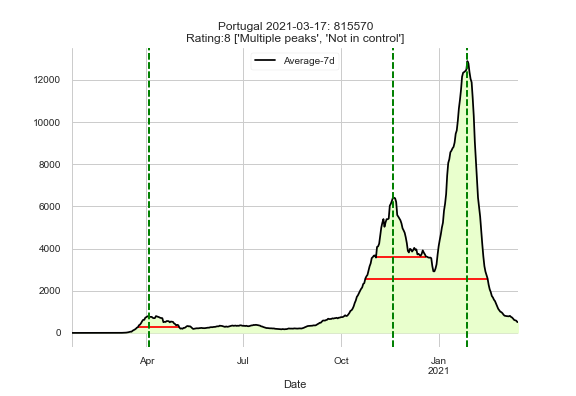 Portugal 2021-03-17: 815570
Rating:8 ['Multiple peaks', 'Not in control']
Average-7d
12000
10000
8000
6000
4000
2000
0
Apr
Jul
Oct
Jan
2021
Date